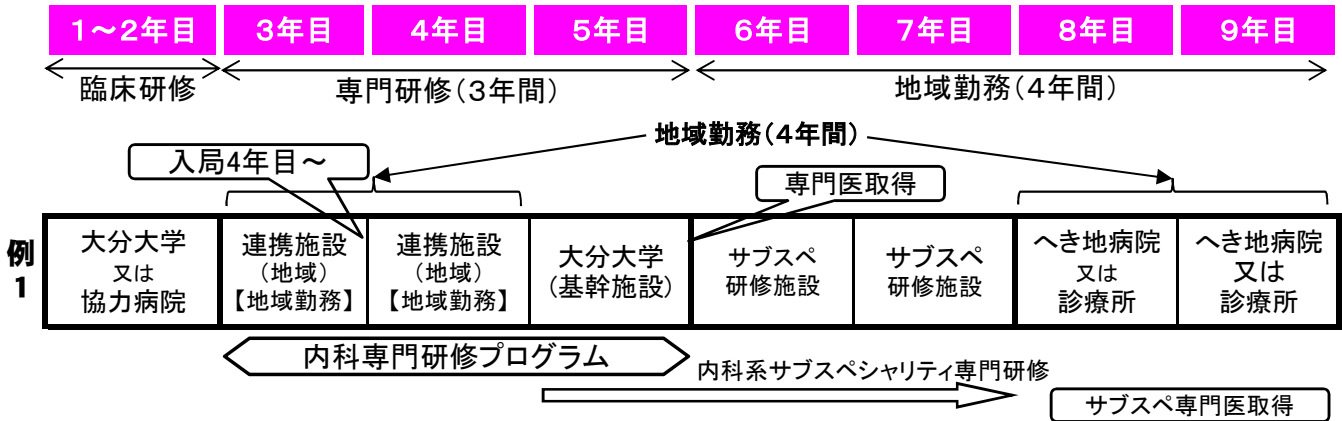 1～2年目 3年目 4年目 5年目 6年目 7年目 8年目 9年目
臨床研修 専門研修(3年間) 地域勤務(4年間)
地域勤務(4年間)
入局4年目～
専門医取得
例1
大分大学
又は
協力病院
連携施設
(地域)
【地域勤務】
連携施設
(地域)
【地域勤務】
大分大学
(基幹施設)
サブスペ
研修施設
サブスペ
研修施設
へき地病院
又は
診療所
へき地病院
又は
診療所
内科専門研修プログラム
内科系サブスペシャリティ専門研修
サブスペ専門医取得